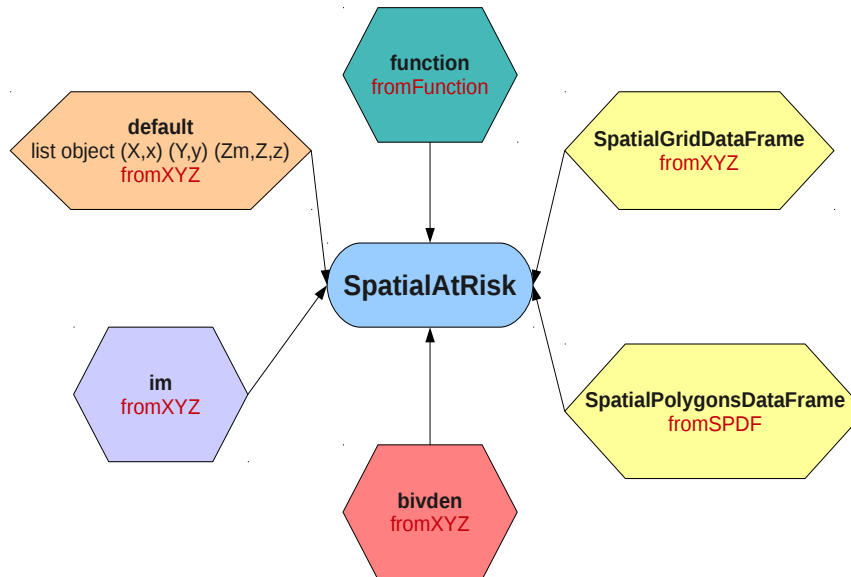 function
fromFunction
default
list object (X,x) (Y,y) (Zm,Z,z)
fromXYZ
SpatialGridDataFrame
fromXYZ
SpatialAtRisk
im
fromXYZ
SpatialPolygonsDataFrame
fromSPDF
bivden
fromXYZ